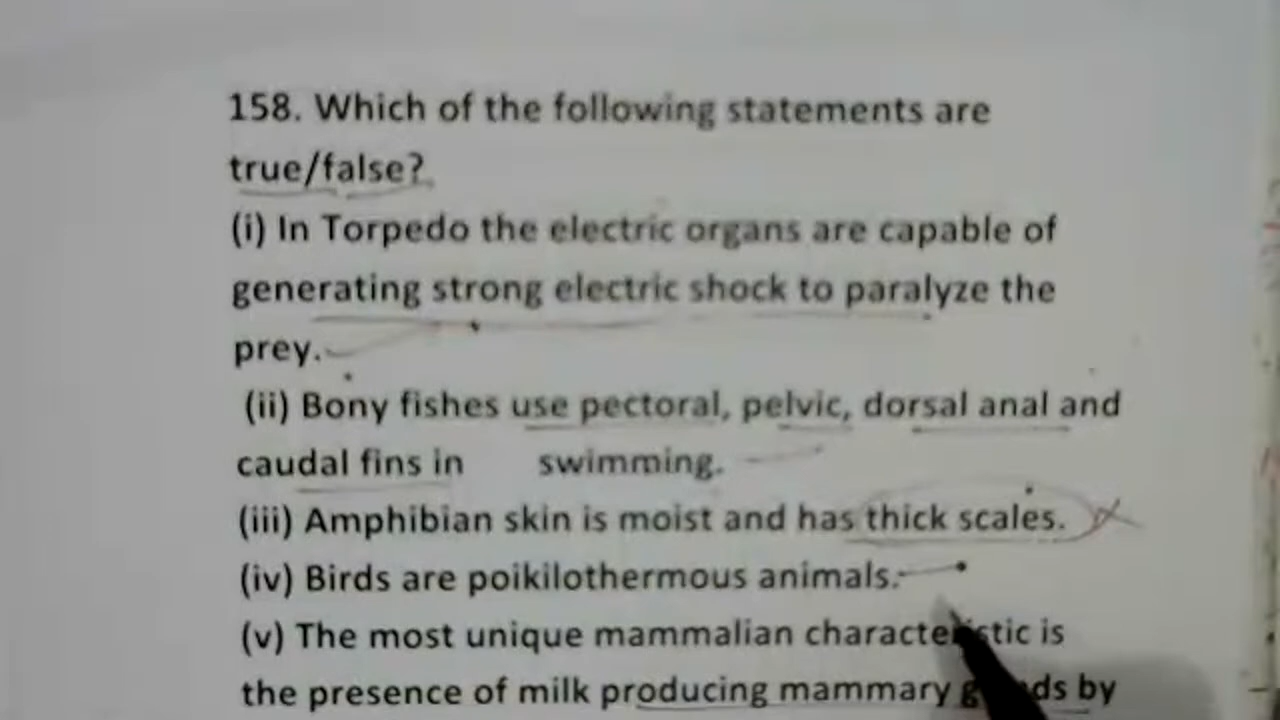 158. Which of the following statements are
true/false?
(i) In Torpedo the electric organs are capable of
generating strong electric shock to paralyze the
prey.
(ii) Bony fishes use pectoral, pelvic, dorsal anal and
caudal fins in swimming.
(iii) Amphibian skin is moist and has thick scales.
(iv) Birds are poikilothermous animals.
(v) The most unique mammalian characteristic is
the presence of milk producing mammary glands by